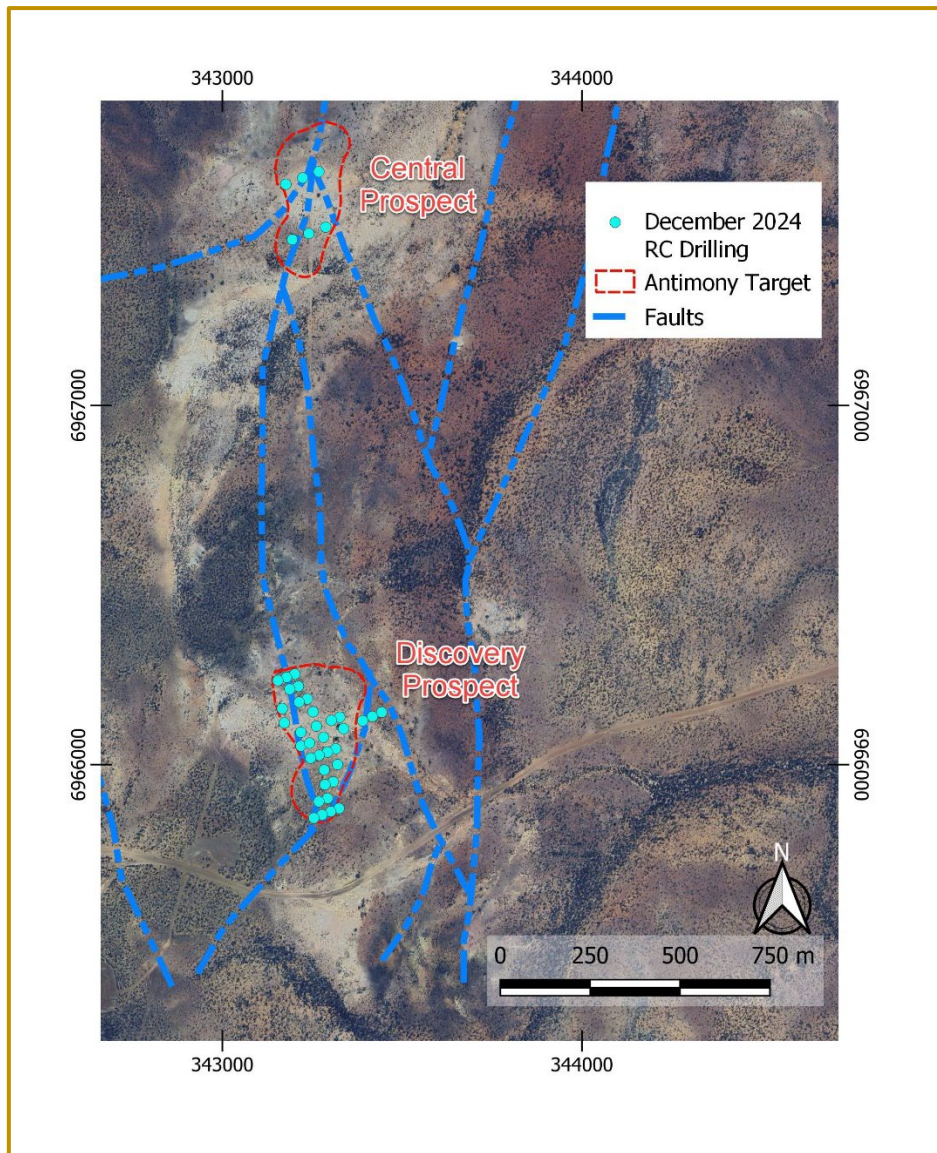 343000
344000
Central
Prospect
December 2024
RC Drilling
Antimony Target
Faults
6967000
6967000
Discovery
Prospect
6966000
6966000
N
0 250 500 750 m
343000
344000